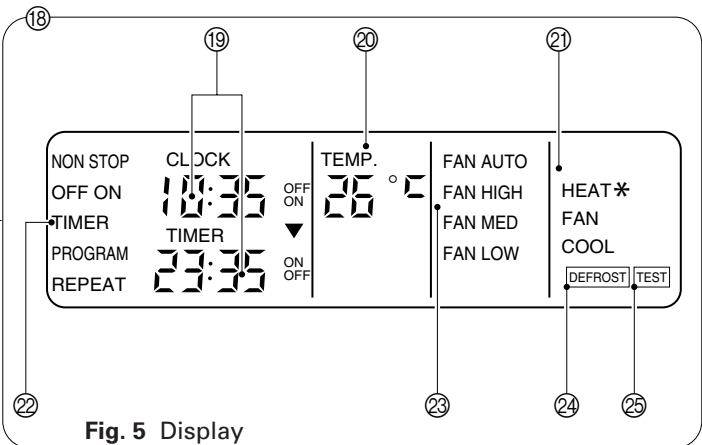 ⑱
⑲ ⑳ ㉑
NON STOP
OFF ON
TIMER
PROGRAM
REPEAT
CLOCK
10:35 OFF ON
▼
TIMER
23:35 ON OFF
TEMP.
26 °C
FAN AUTO
FAN HIGH
FAN MED
FAN LOW
HEAT*
FAN
COOL
DEFROST TEST
㉒ ㉓ ㉔ ㉕
Fig. 5 Display